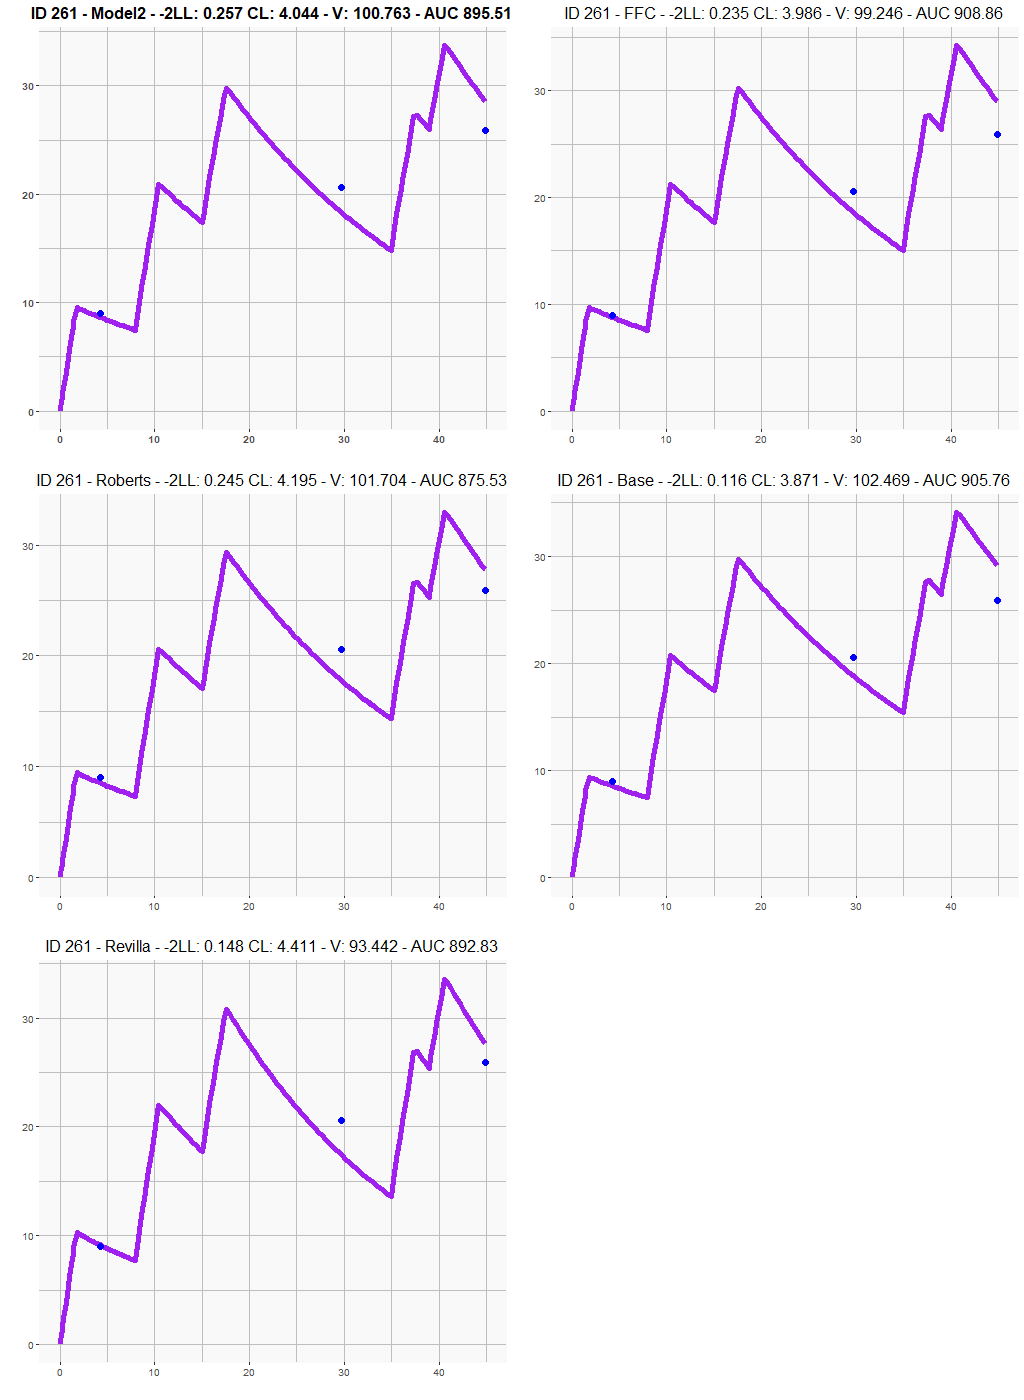 ID 261 - Model2 - -2LL: 0.257 CL: 4.044 - V: 100.763 - AUC 895.51
30
20
10
0
0 10 20 30 40
ID 261 - FFC - -2LL: 0.235 CL: 3.986 - V: 99.246 - AUC 908.86
30
20
10
0
0 10 20 30 40
ID 261 - Roberts - -2LL: 0.245 CL: 4.195 - V: 101.704 - AUC 875.53
30
20
10
0
0 10 20 30 40
ID 261 - Base - -2LL: 0.116 CL: 3.871 - V: 102.469 - AUC 905.76
30
20
10
0
0 10 20 30 40
ID 261 - Revilla - -2LL: 0.148 CL: 4.411 - V: 93.442 - AUC 892.83
30
20
10
0
0 10 20 30 40